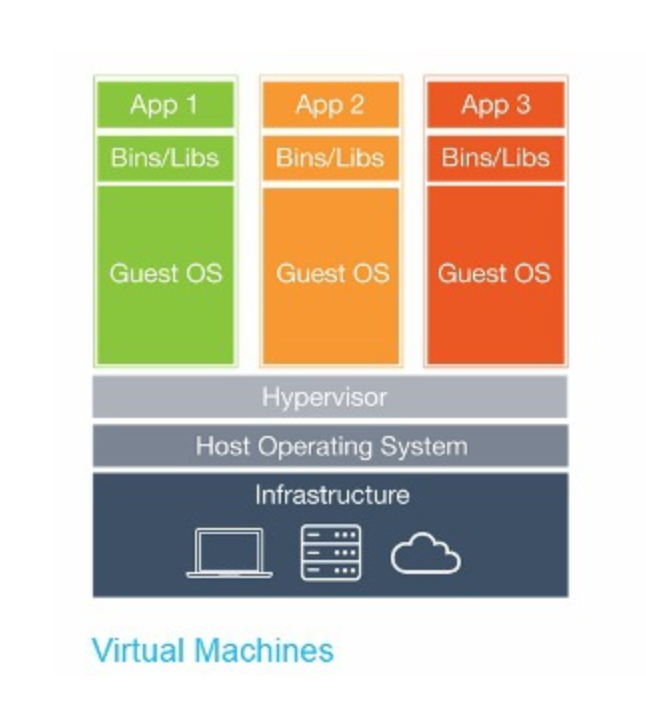 App 1 App 2 App 3
Bins/Libs Bins/Libs Bins/Libs
Guest OS Guest OS Guest OS
Hypervisor
Host Operating System
Infrastructure
Virtual Machines